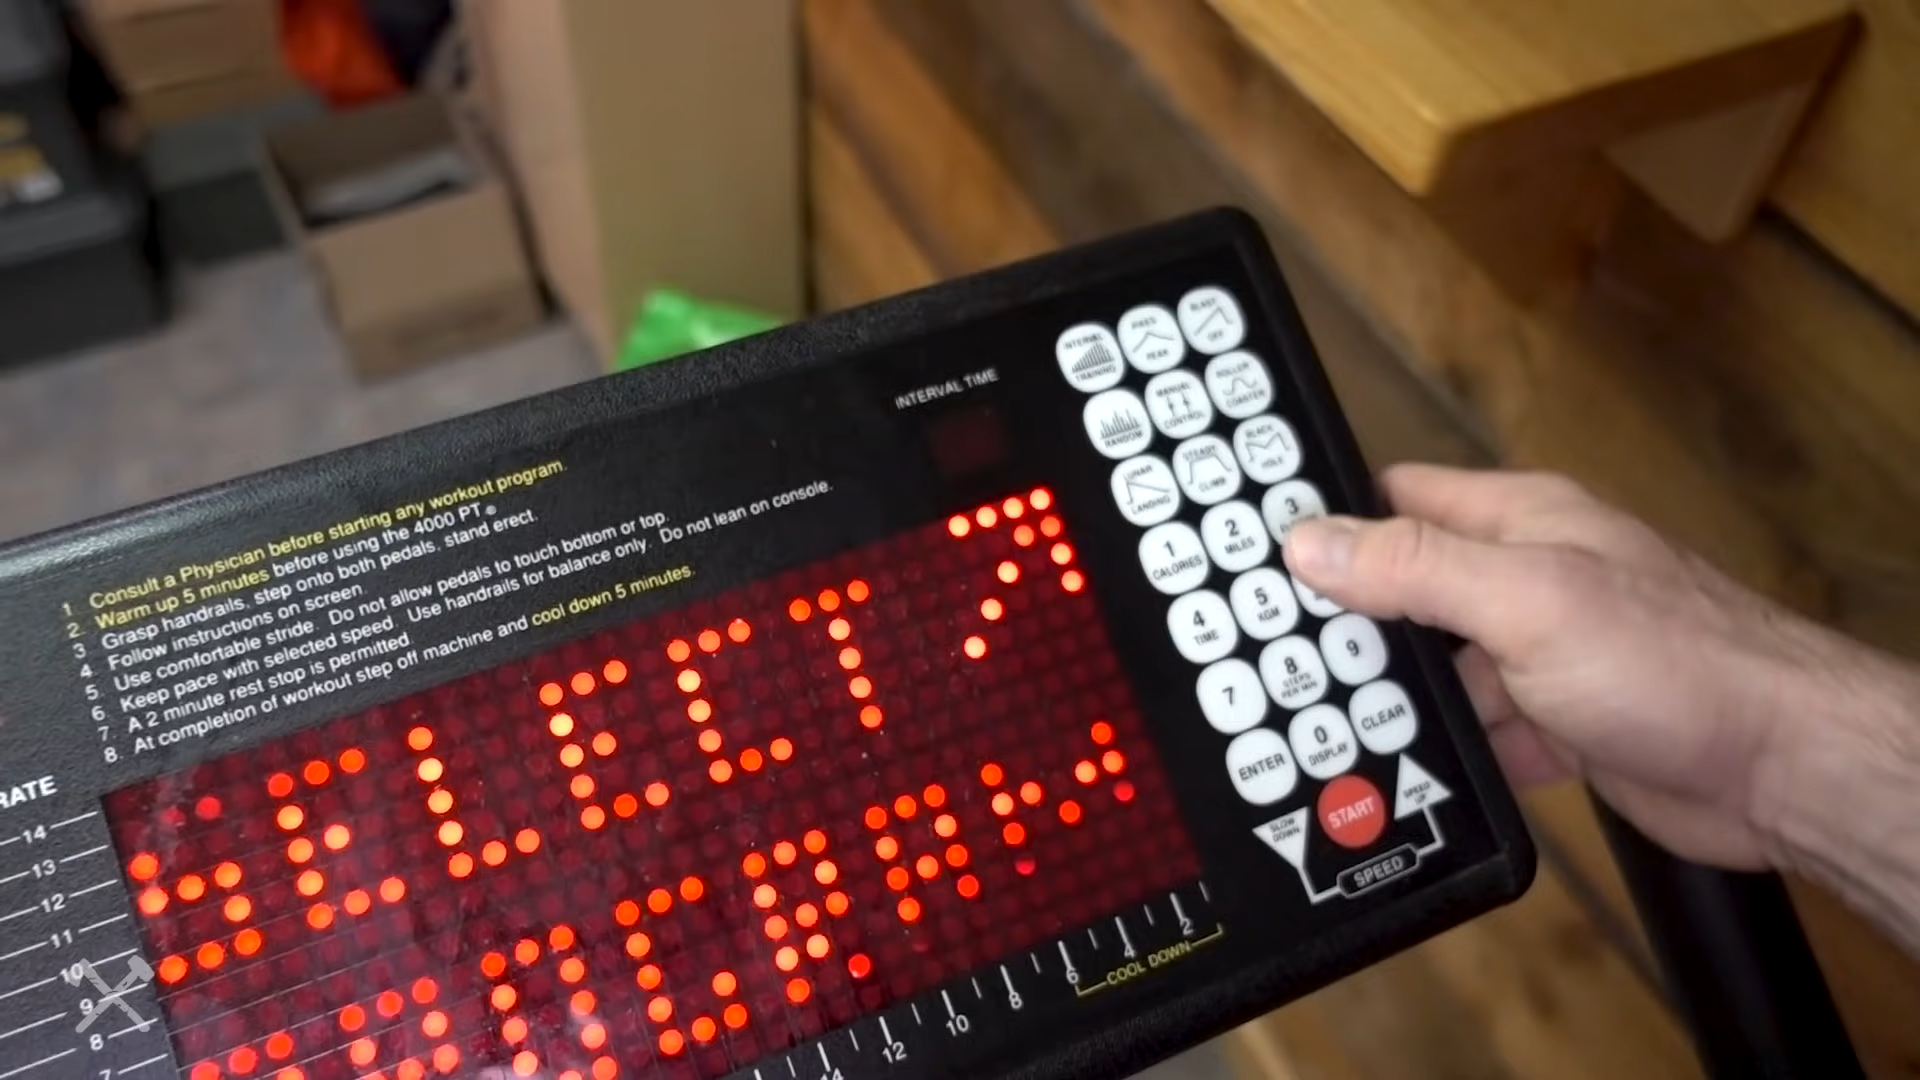 1 Consult a Physician before starting any workout program.
2. Warm up 5 minutes before using the 4000 PT®
3 Grasp handrails, step onto both pedals, stand erect.
4. Follow instructions on screen.
5. Use comfortable stride. Do not allow pedals to touch bottom or top.
6 Keep pace with selected speed. Use handrails for balance only. Do not lean on console.
7. A 2 minute rest stop is permitted.
8. At completion of workout step off machine and cool down 5 minutes.
INTERVAL TIME
INTERVAL TRAINING
PIKES PEAK
BLAST OFF
RANDOM
MANUAL CONTROL
ROLLER COASTER
LUNAR LANDING
STEADY CLIMB
BLACK HOLE
1 CALORIES
2 MILES
3
4 TIME
5 KGM
7
8 STEPS PER MIN
9
ENTER
0 DISPLAY
CLEAR
SLOW DOWN
START
SPEED UP
SPEED
RATE
14
13
12
11
10
9
8
7
SELECT
PROGRAM
14
12
10
8
6
4
2
COOL DOWN